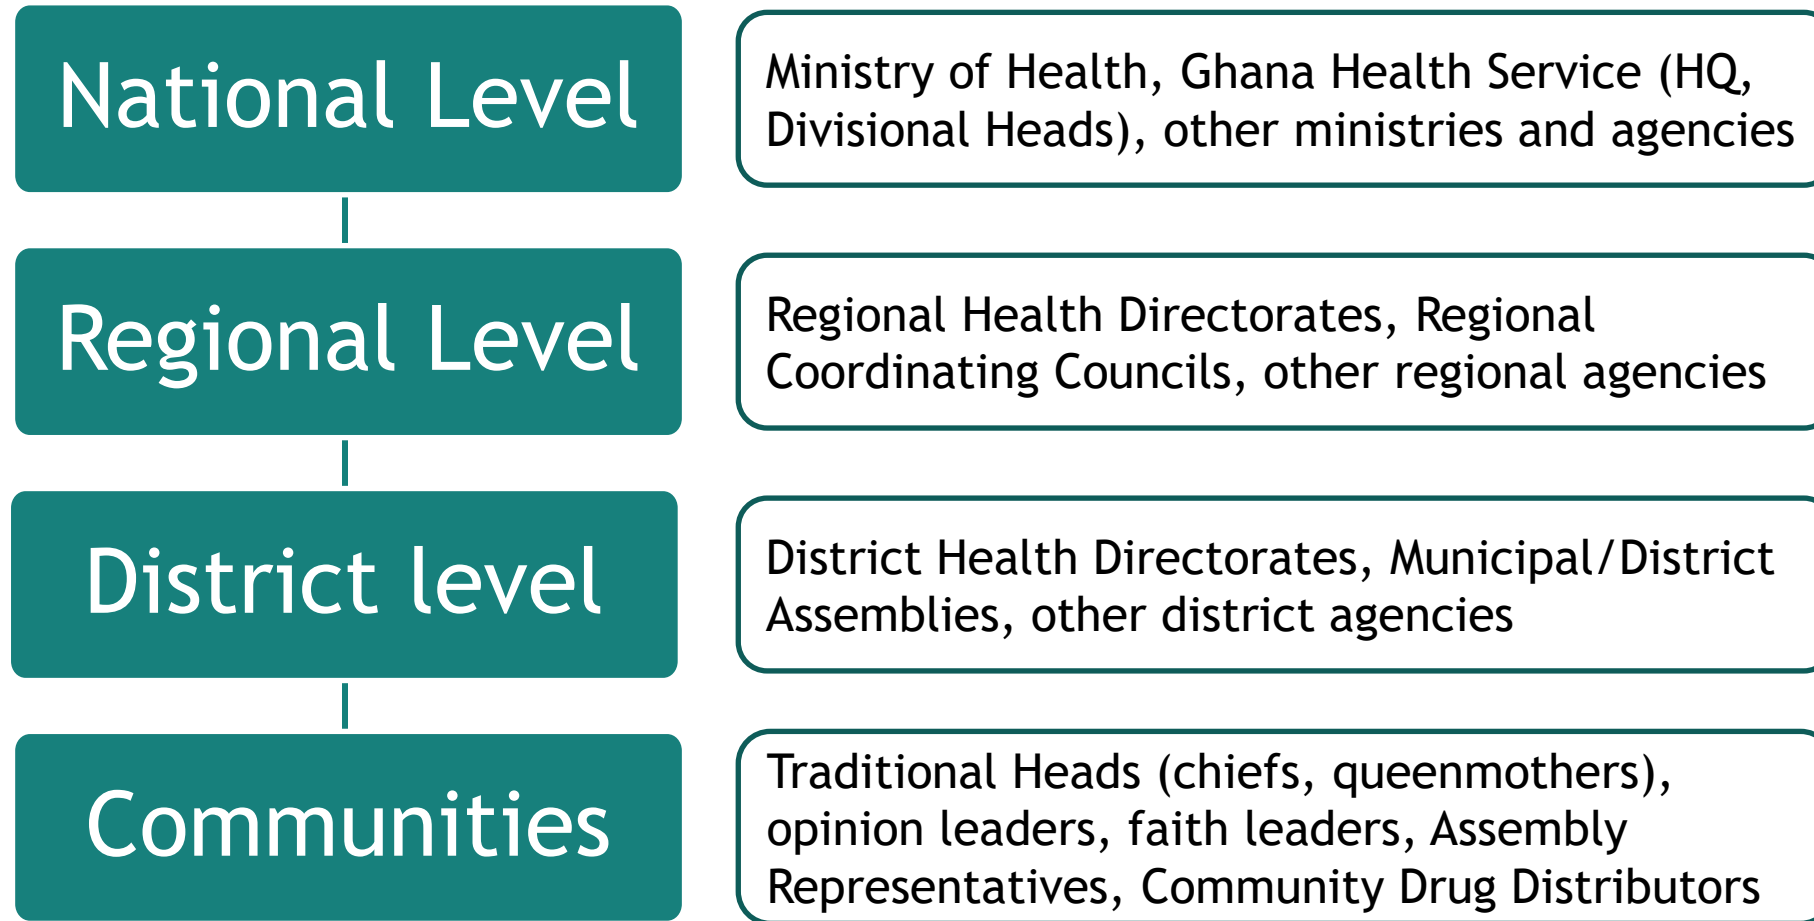 National Level
Ministry of Health, Ghana Health Service (HQ,
Divisional Heads), other ministries and agencies
Regional Level
Regional Health Directorates, Regional
Coordinating Councils, other regional agencies
District level
District Health Directorates, Municipal/District
Assemblies, other district agencies
Communities
Traditional Heads (chiefs, queenmothers),
opinion leaders, faith leaders, Assembly
Representatives, Community Drug Distributors